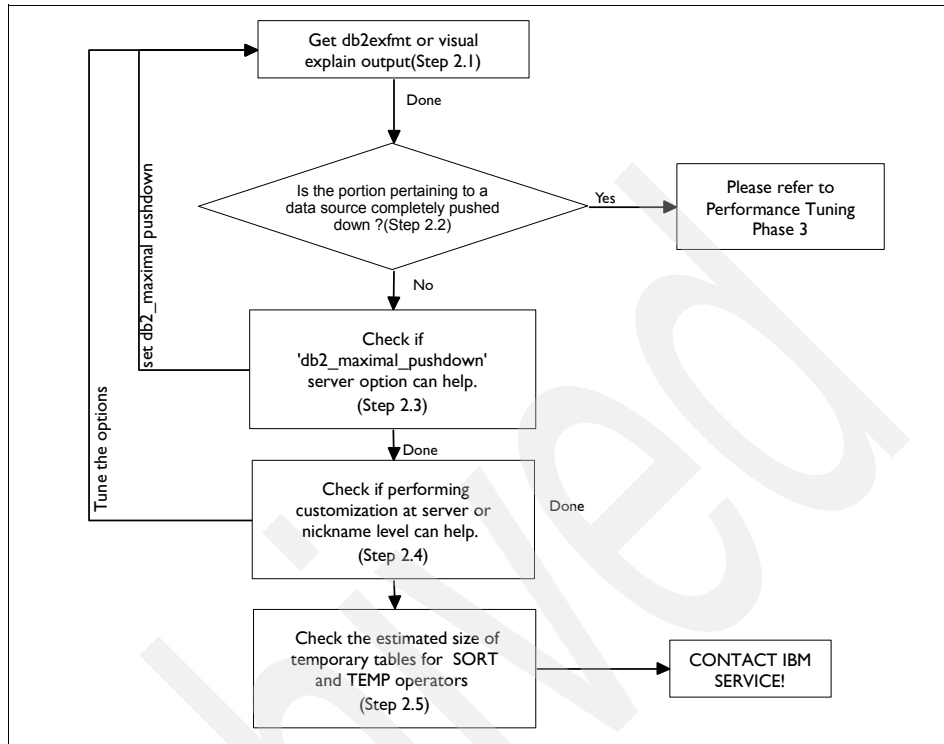 Get db2exfmt or visual
explain output(Step 2.1)
Done
Is the portion pertaining to a
data source completely pushed
down ?(Step 2.2)
Yes
Please refer to
Performance Tuning
Phase 3
No
set db2_maximal pushdown
Check if
'db2_maximal_pushdown'
server option can help.
(Step 2.3)
Tune the options
Done
Check if performing
customization at server or
nickname level can help.
(Step 2.4)
Done
Check the estimated size of
temporary tables for SORT
and TEMP operators
(Step 2.5)
CONTACT IBM
SERVICE!
hived